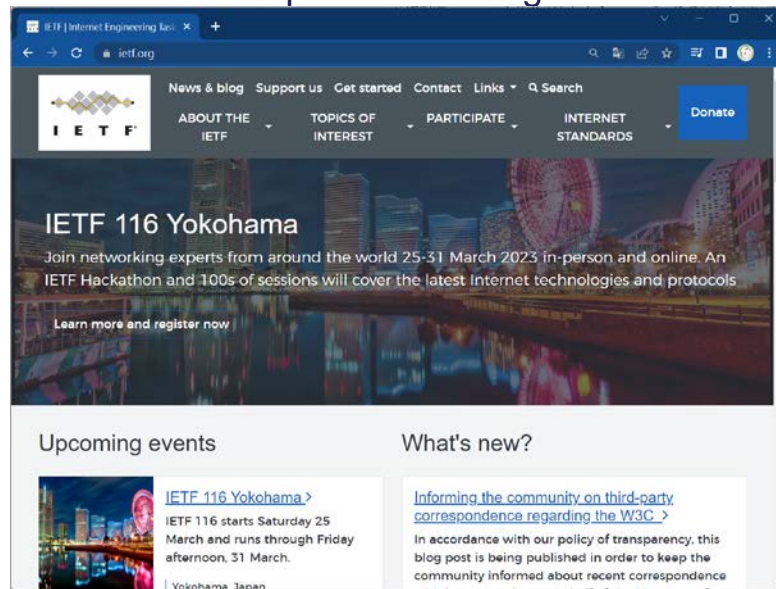 IETF | Internet Engineering Task
ietf.org
IETF
News & blog Support us Get started Contact Links Search
ABOUT THE
IETF
TOPICS OF
INTEREST
PARTICIPATE
INTERNET
STANDARDS
Donate
IETF 116 Yokohama
Join networking experts from around the world 25-31 March 2023 in-person and online. An
IETF Hackathon and 100s of sessions will cover the latest Internet technologies and protocols
Learn more and register now
Upcoming events
IETF 116 Yokohama >
IETF 116 starts Saturday 25
March and runs through Friday
afternoon, 31 March.
Yokohama, Japan
What's new?
Informing the community on third-party
correspondence regarding the W3C >
In accordance with our policy of transparency, this
blog post is being published in order to keep the
community informed about recent correspondence